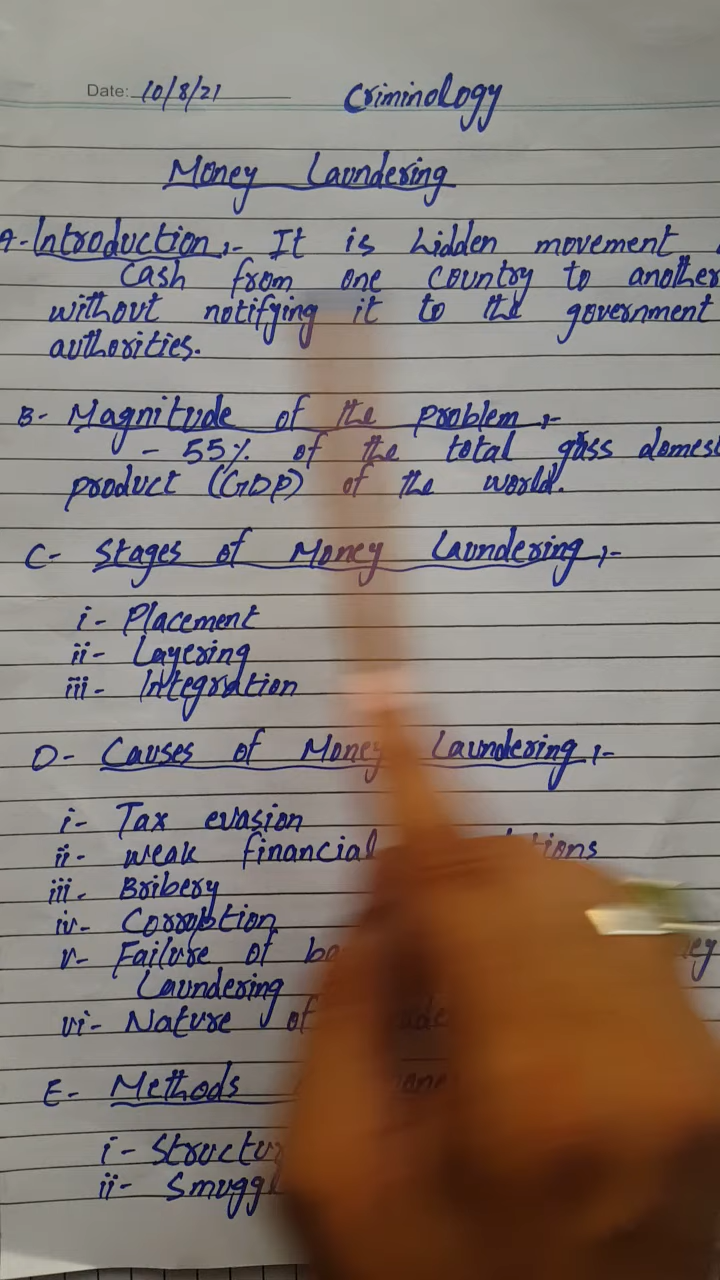 Date: 10/8/21 Criminology
Money Laundering
A- Introduction :- It is hidden movement
cash from one country to another
without notifying it to the government
authorities.
B- Magnitude of the problem :-
- 55% of the total gross
product (GDP) of the world.
C- Stages of Money Laundering :-
i- Placement
ii- Layering
iii- Integration
D- Causes of Money Laundering :-
i- Tax evasion
ii- weak financial
iii- Bribery
iv- Corruption
v- Failure of
Laundering
vi- Nature of
E- Methods
i-
ii-